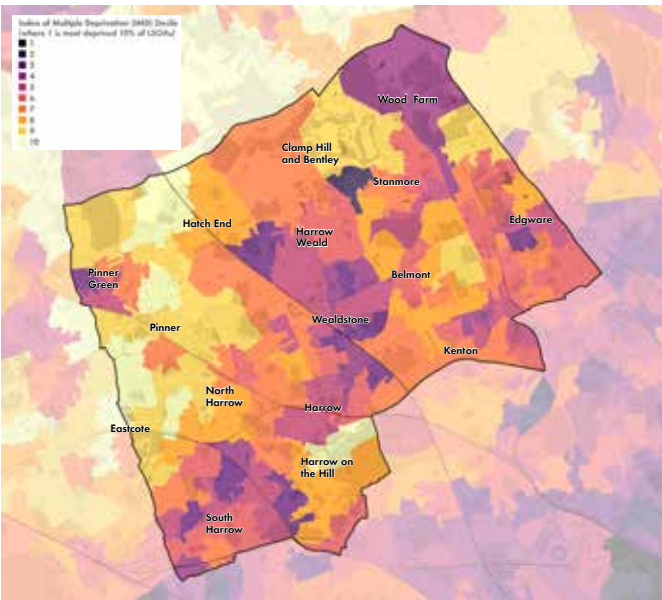 Index of Multiple Deprivation (IMD) Decile
(where 1 is most deprived 10% of LSOAs)
1
2
3
4
5
6
7
8
9
10
Wood Farm
Clamp Hill
and Bentley
Stanmore
Hatch End
Harrow
Weald
Edgware
Pinner
Green
Belmont
Pinner
Wealdstone
Kenton
North
Harrow
Harrow
Eastcote
Harrow on
the Hill
South
Harrow